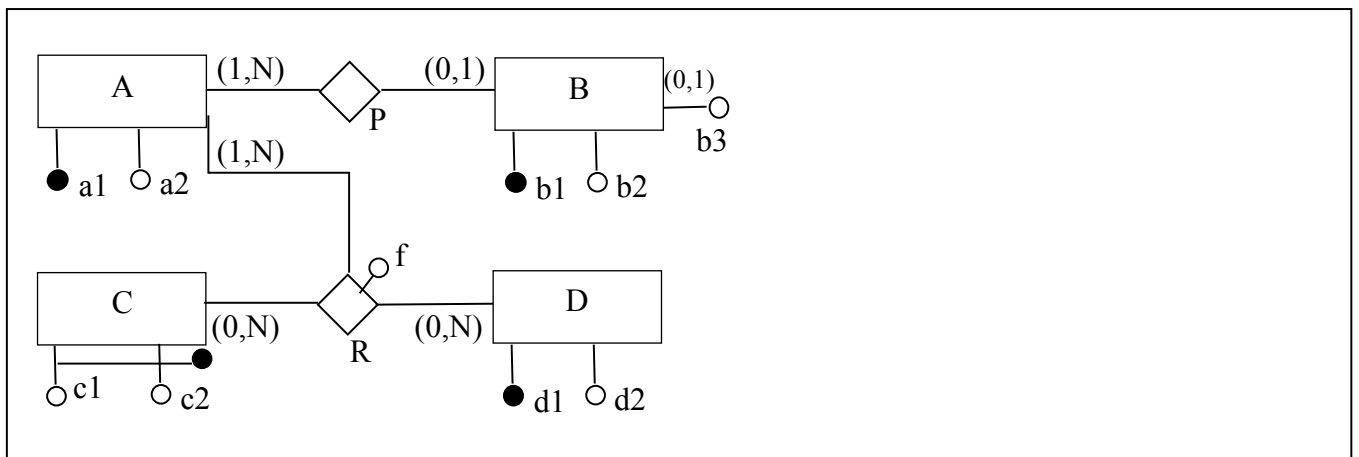 A (1,N) P (0,1) B (0,1)
b3
a1 a2 b1 b2
(1,N)
f
C (0,N) R (0,N) D
c1 c2 d1 d2